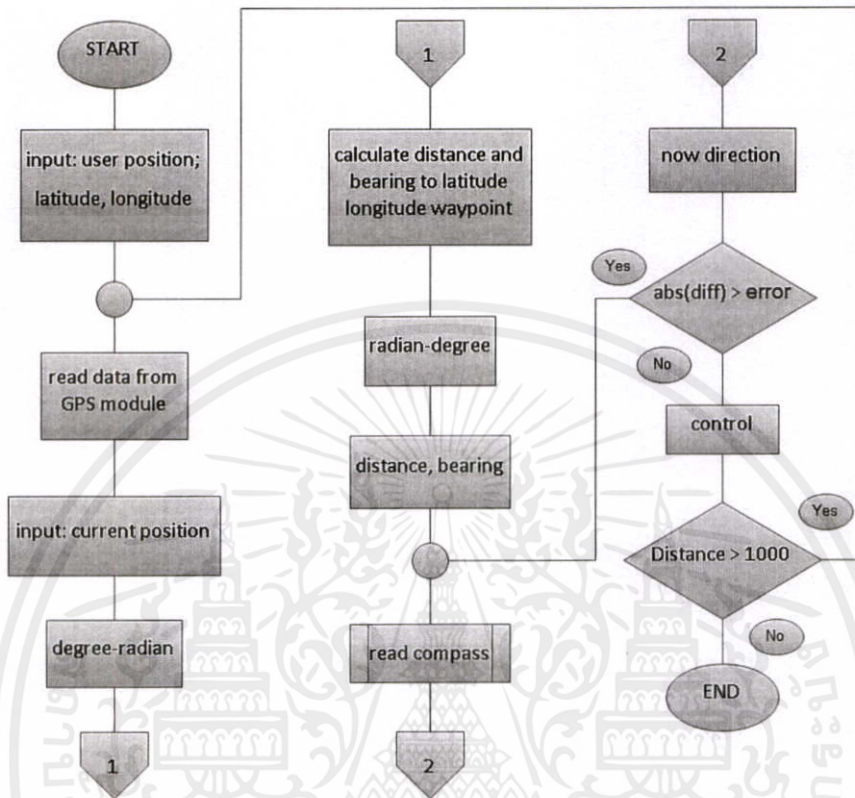 START
input: user position;
latitude, longitude
read data from
GPS module
input: current position
degree-radian
1
1
calculate distance and
bearing to latitude
longitude waypoint
radian-degree
distance, bearing
read compass
2
2
now direction
Yes
abs(diff) > error
No
control
Yes
Distance > 1000
No
END